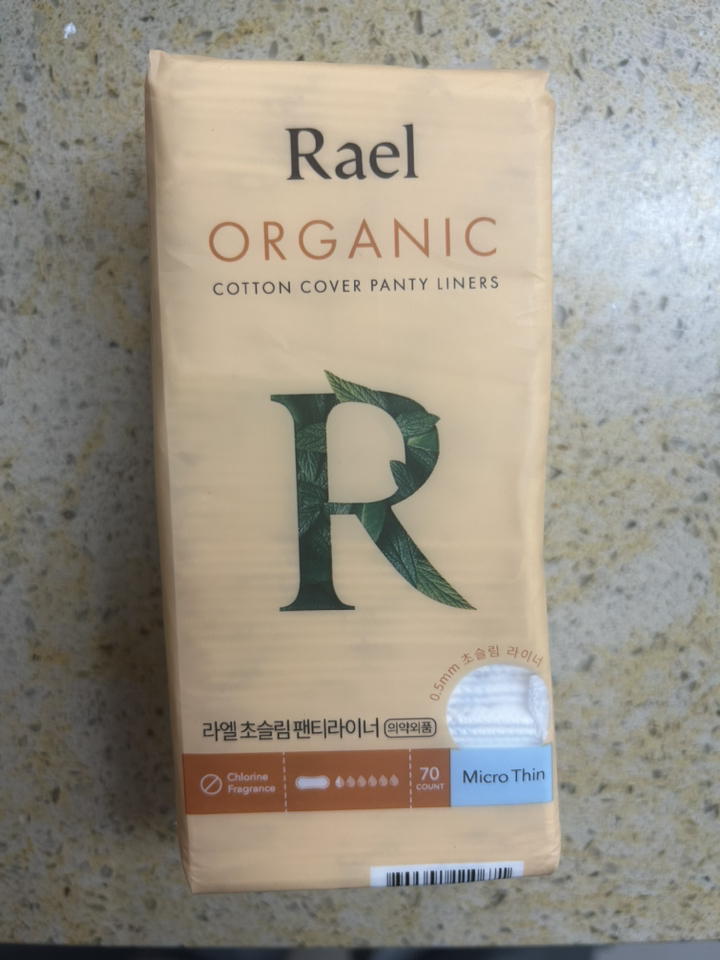 Rael
ORGANIC
COTTON COVER PANTY LINERS
R
0.5mm 초슬림 라이너
라엘 초슬림 팬티라이너 의약외품
Chlorine
Fragrance
70
COUNT
Micro Thin